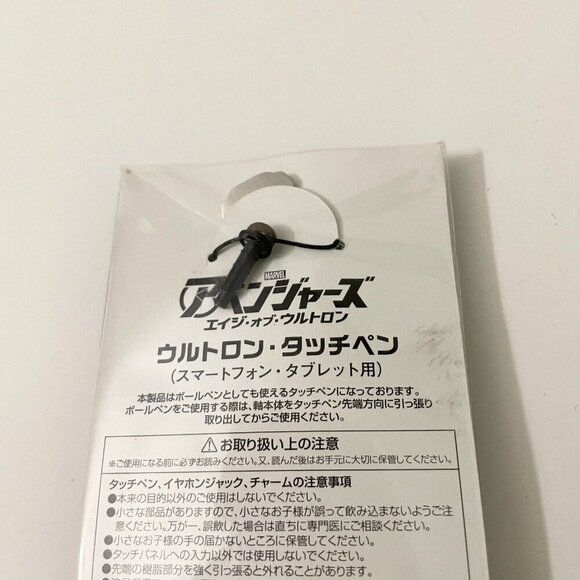 MARVEL
アベンジャーズ
エイジ・オブ・ウルトロン
ウルトロン・タッチペン
(スマートフォン・タブレット用)
本製品はボールペンとしても使えるタッチペンになっております。
ボールペンをご使用する際は、軸本体をタッチペン先端方向に引っ張り
取り出してからご使用ください。
⚠お取り扱い上の注意
※ご使用になる前に必ずお読みください。又、読んだ後はお手元に大切に保管してください。
タッチペン、イヤホンジャック、チャームの注意事項
●本来の目的以外のご使用はしないでください。
●小さな部品がありますので、小さなお子様が誤って飲み込まないようご注
意ください。万が一、誤飲した場合は直ちに専門医にご相談ください。
●小さなお子様の手の届かないところに保管してください。
●タッチパネルへの入力以外では使用しないでください。
●先端の樹脂部分を強く引っ張ると外れることがあります。